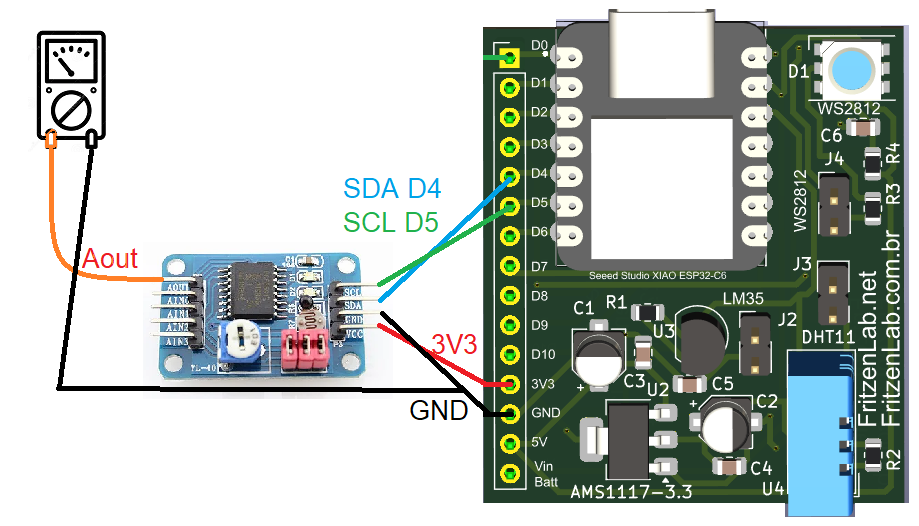 D0
D1
D1
WS2812
D2
C6
D3
J4
R4
D4
WS2812
R3
SDA D4
D5
SCL D5
D6
Aout
D7
Seeed Studio XIAO ESP32-C6
J3
AOUT
AIN0
AIN1
AIN2
AIN3
SCL
SDA
GND
VCC
D1
D2
R7
D8
C1
R1
LM35
D9
U3
J2
DHT11
D10
C3
3V3
3V3
U2
C5
C2
GND
GND
5V
C4
R2
Vin
Batt
AMS1117-3.3
U4
FritzenLab.net
FritzenLab.com.br